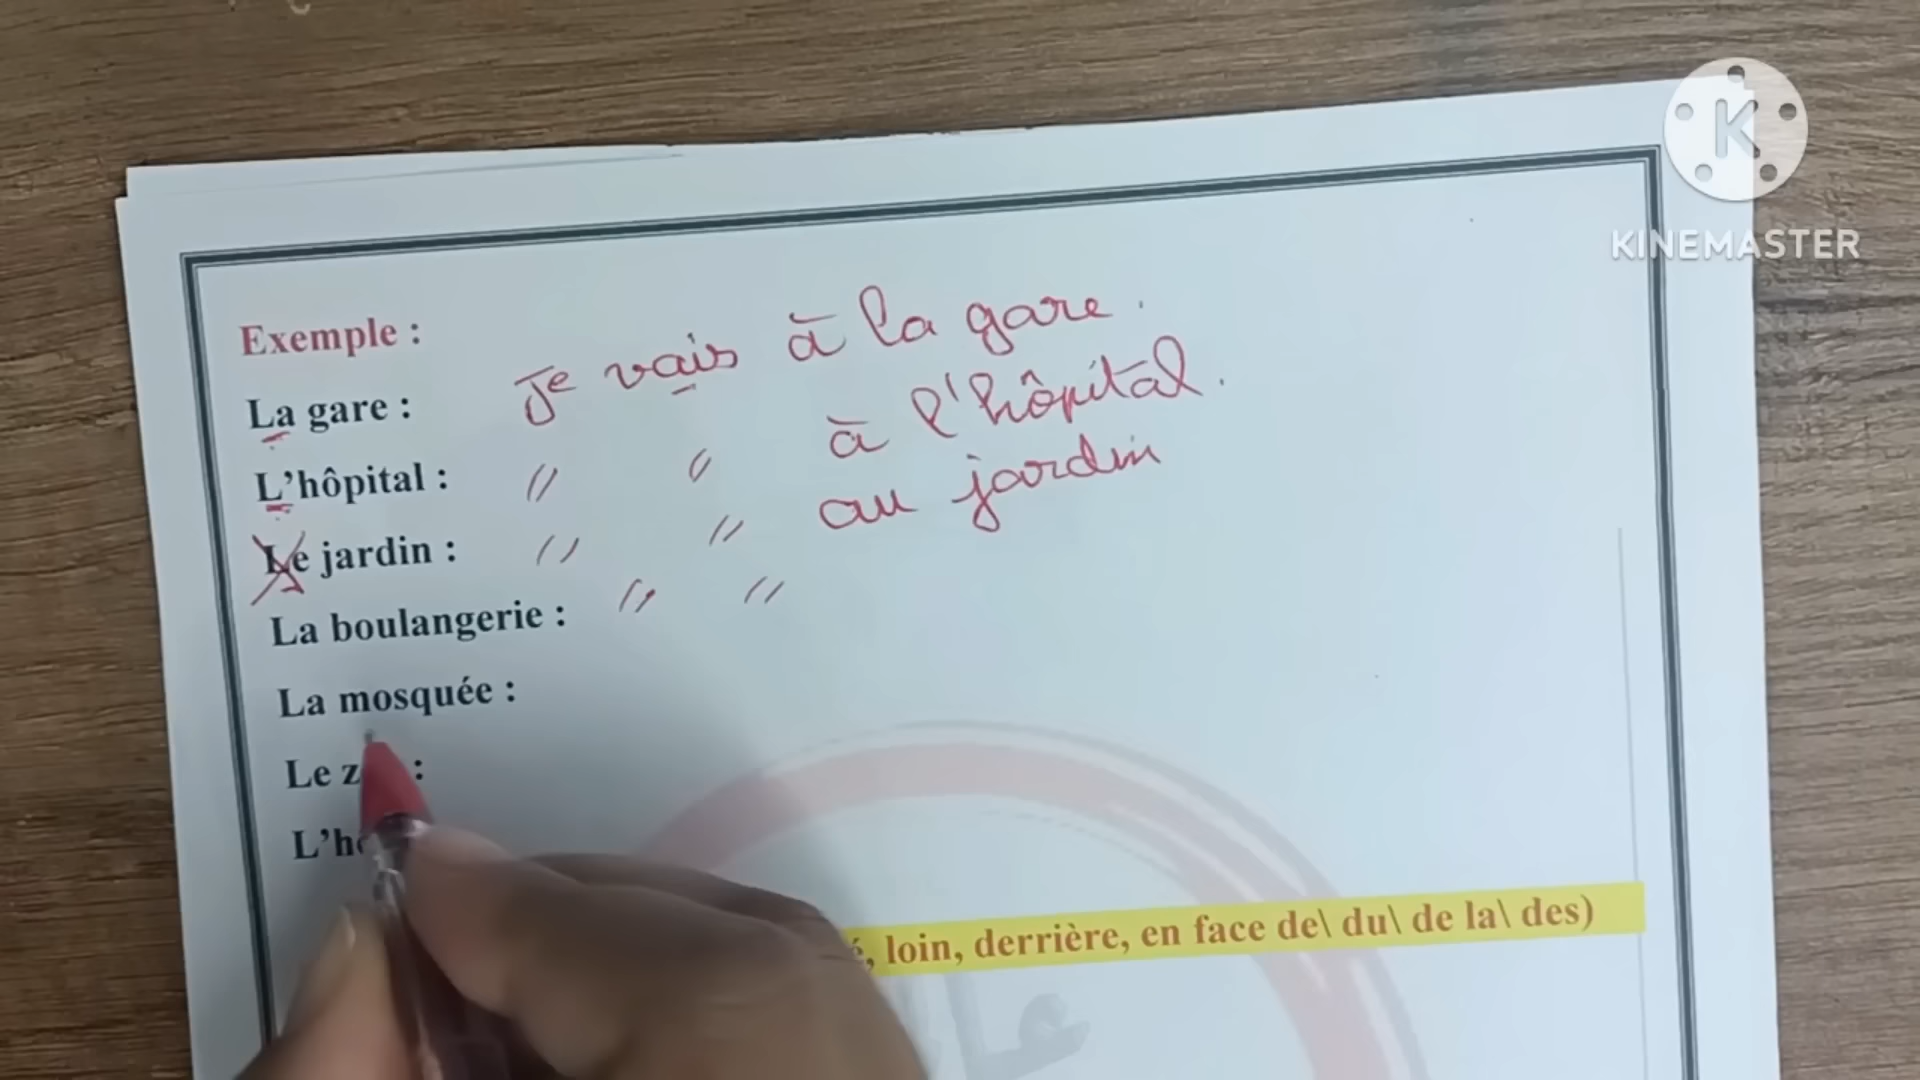 KINEMASTER
Exemple :
La gare : Je vais à la gare.
L'hôpital : " " à l'hôpital.
Le jardin : " " au jardin
La boulangerie : " "
La mosquée :
Le :
loin, derrière, en face de\ du\ de la\ des)